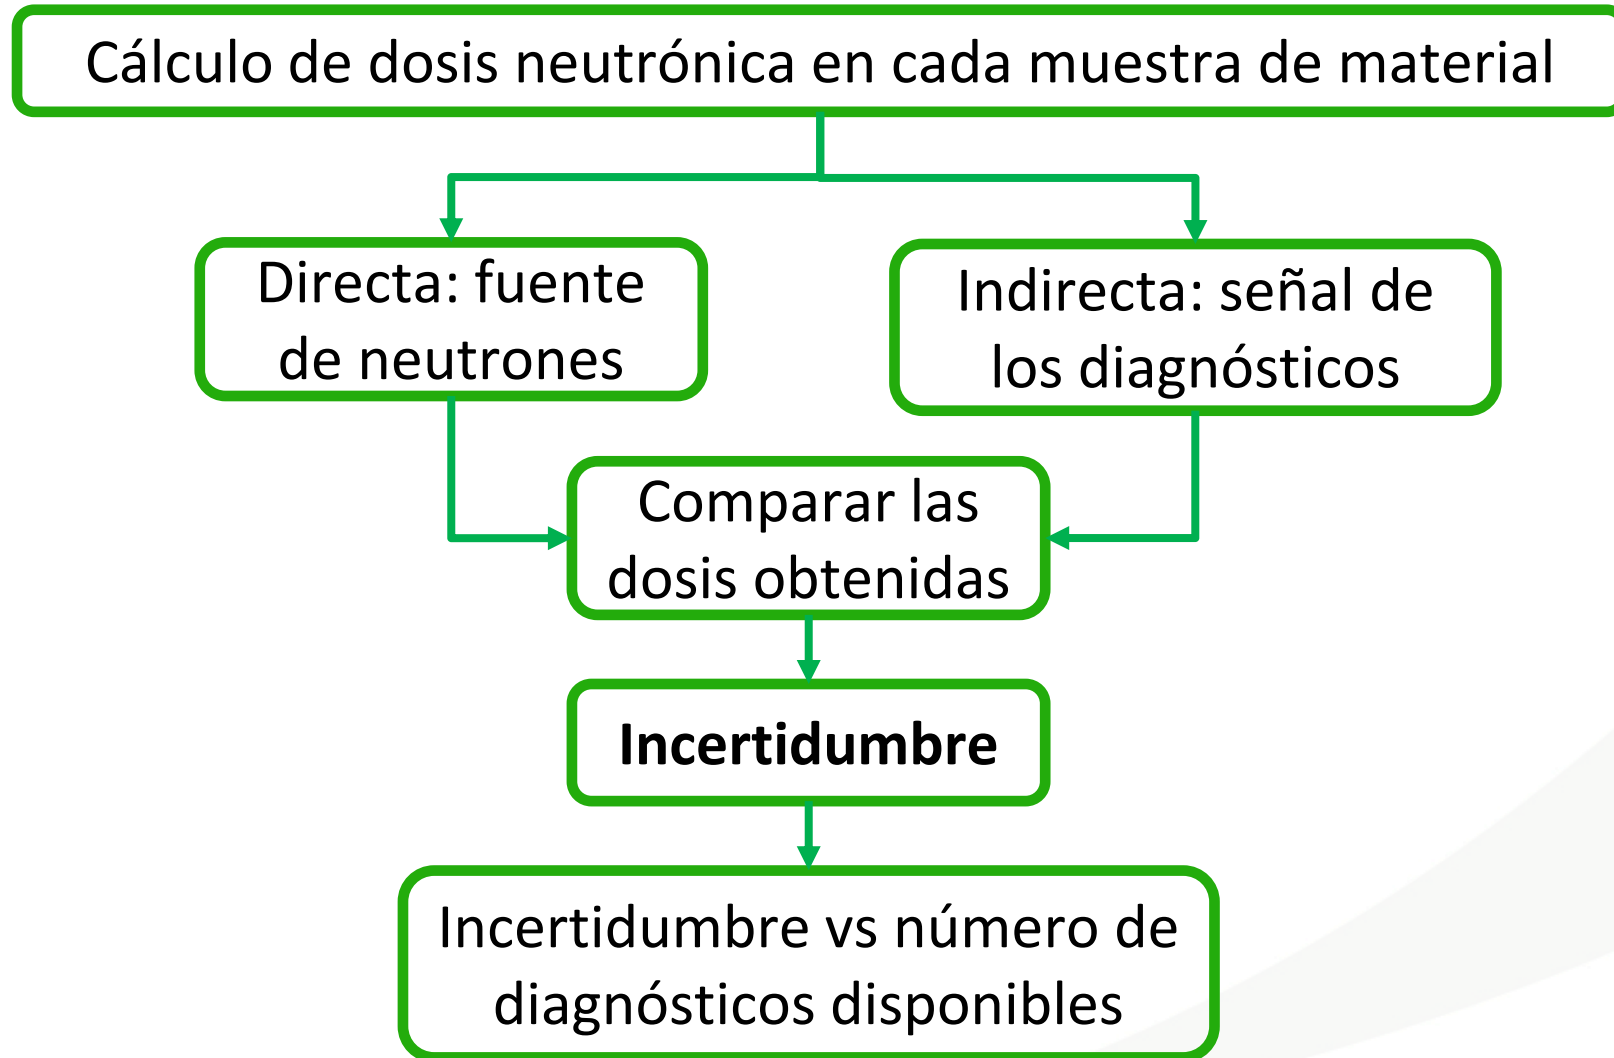 Cálculo de dosis neutrónica en cada muestra de material
Directa: fuente
de neutrones
Indirecta: señal de
los diagnósticos
Comparar las
dosis obtenidas
Incertidumbre
Incertidumbre vs número de
diagnósticos disponibles